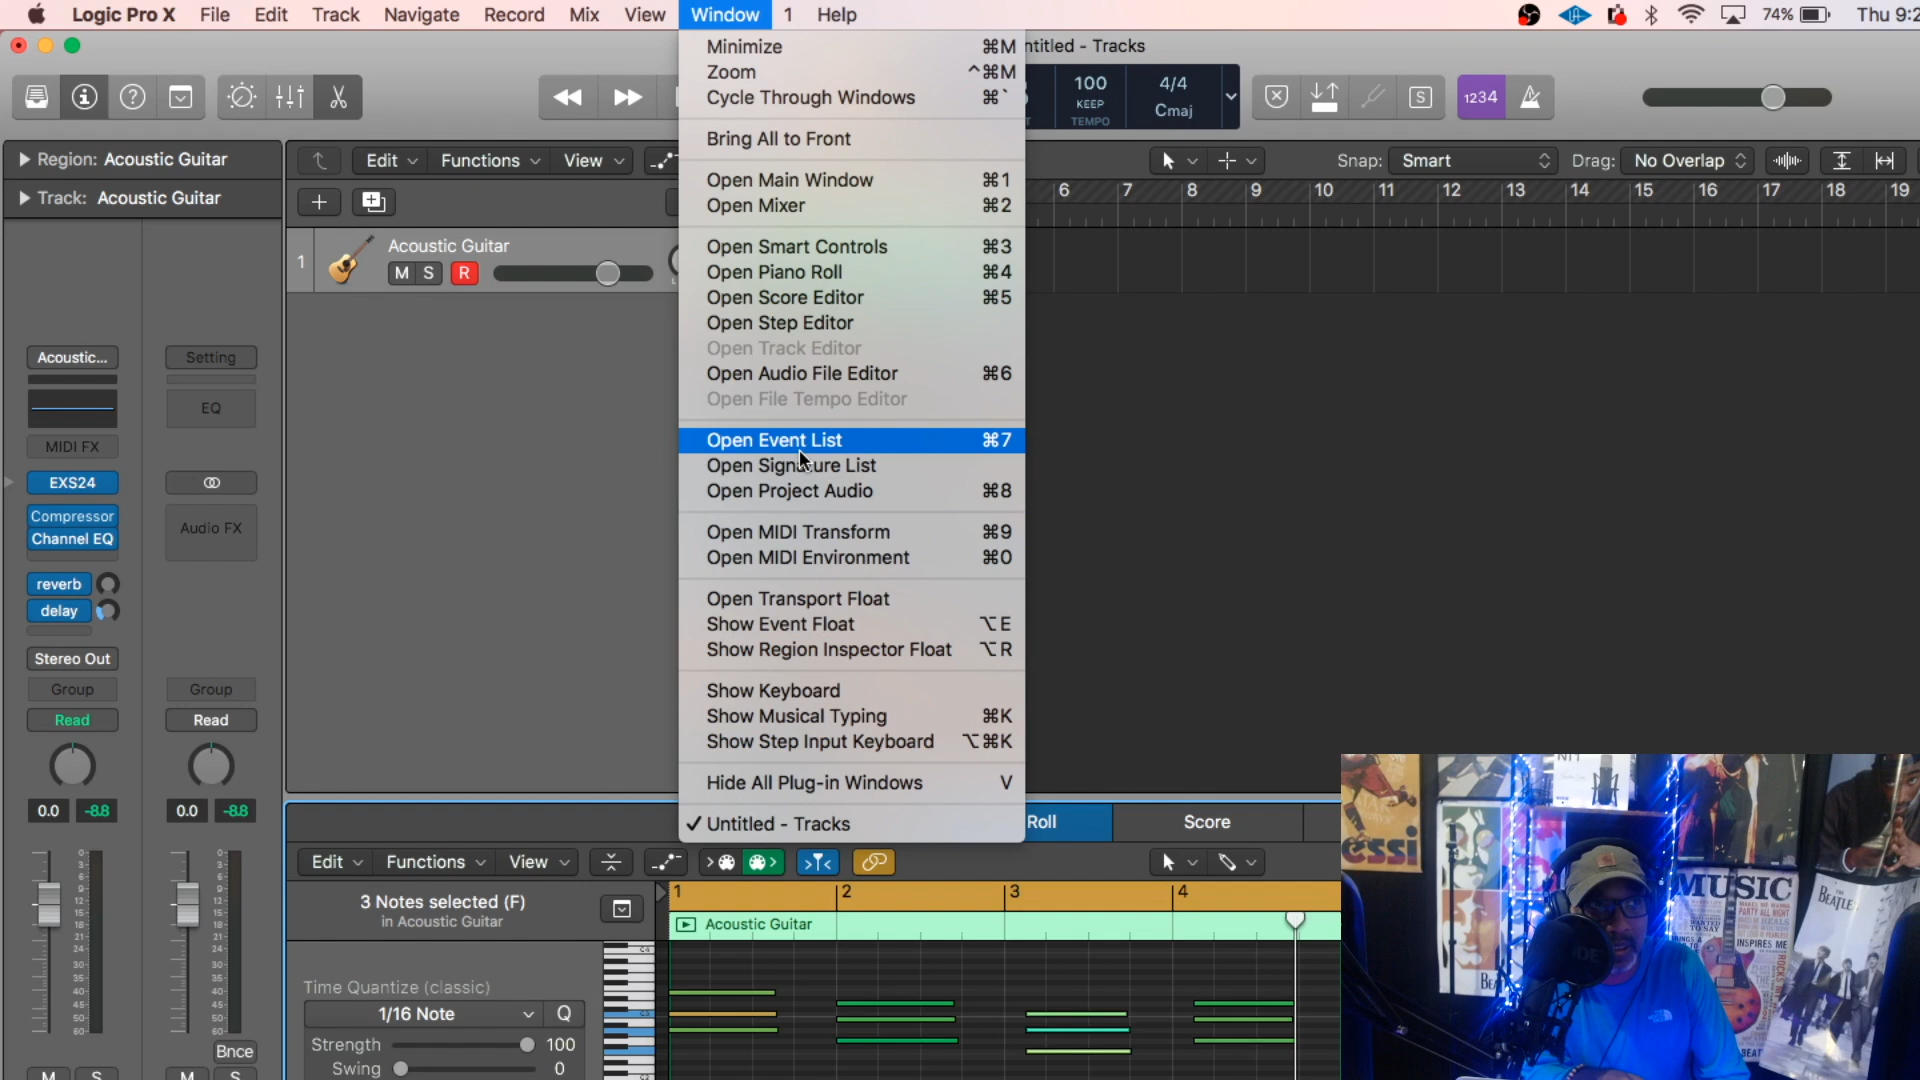 Logic Pro X File Edit Track Navigate Record Mix View Window 1 Help 74% Thu 9:2
ntitled - Tracks
100 KEEP TEMPO
4/4 Cmaj
S 1234
Region: Acoustic Guitar
Track: Acoustic Guitar
Edit Functions View
Snap: Smart Drag: No Overlap
6 7 8 9 10 11 12 13 14 15 16 17 18 19
1 Acoustic Guitar
M S R
Minimize ⌘M
Zoom ^⌘M
Cycle Through Windows ⌘`
Bring All to Front
Open Main Window ⌘1
Open Mixer ⌘2
Open Smart Controls ⌘3
Open Piano Roll ⌘4
Open Score Editor ⌘5
Open Step Editor
Open Track Editor
Open Audio File Editor ⌘6
Open File Tempo Editor
Open Event List ⌘7
Open Signature List
Open Project Audio ⌘8
Open MIDI Transform ⌘9
Open MIDI Environment ⌘0
Open Transport Float
Show Event Float ⌥E
Show Region Inspector Float ⌥R
Show Keyboard
Show Musical Typing ⌘K
Show Step Input Keyboard ⌥⌘K
Hide All Plug-in Windows V
✓ Untitled - Tracks
Acoustic... Setting
EQ
MIDI FX
EXS24
Compressor
Channel EQ
Audio FX
reverb
delay
Stereo Out
Group Group
Read Read
0.0 -8.8 0.0 -8.8
Bnce
M S M S
Roll Score
Edit Functions View
3 Notes selected (F)
in Acoustic Guitar
1 2 3 4
Acoustic Guitar
Time Quantize (classic)
1/16 Note Q
Strength 100
Swing 0
MUSIC
INSPIRES ME
BEATLES